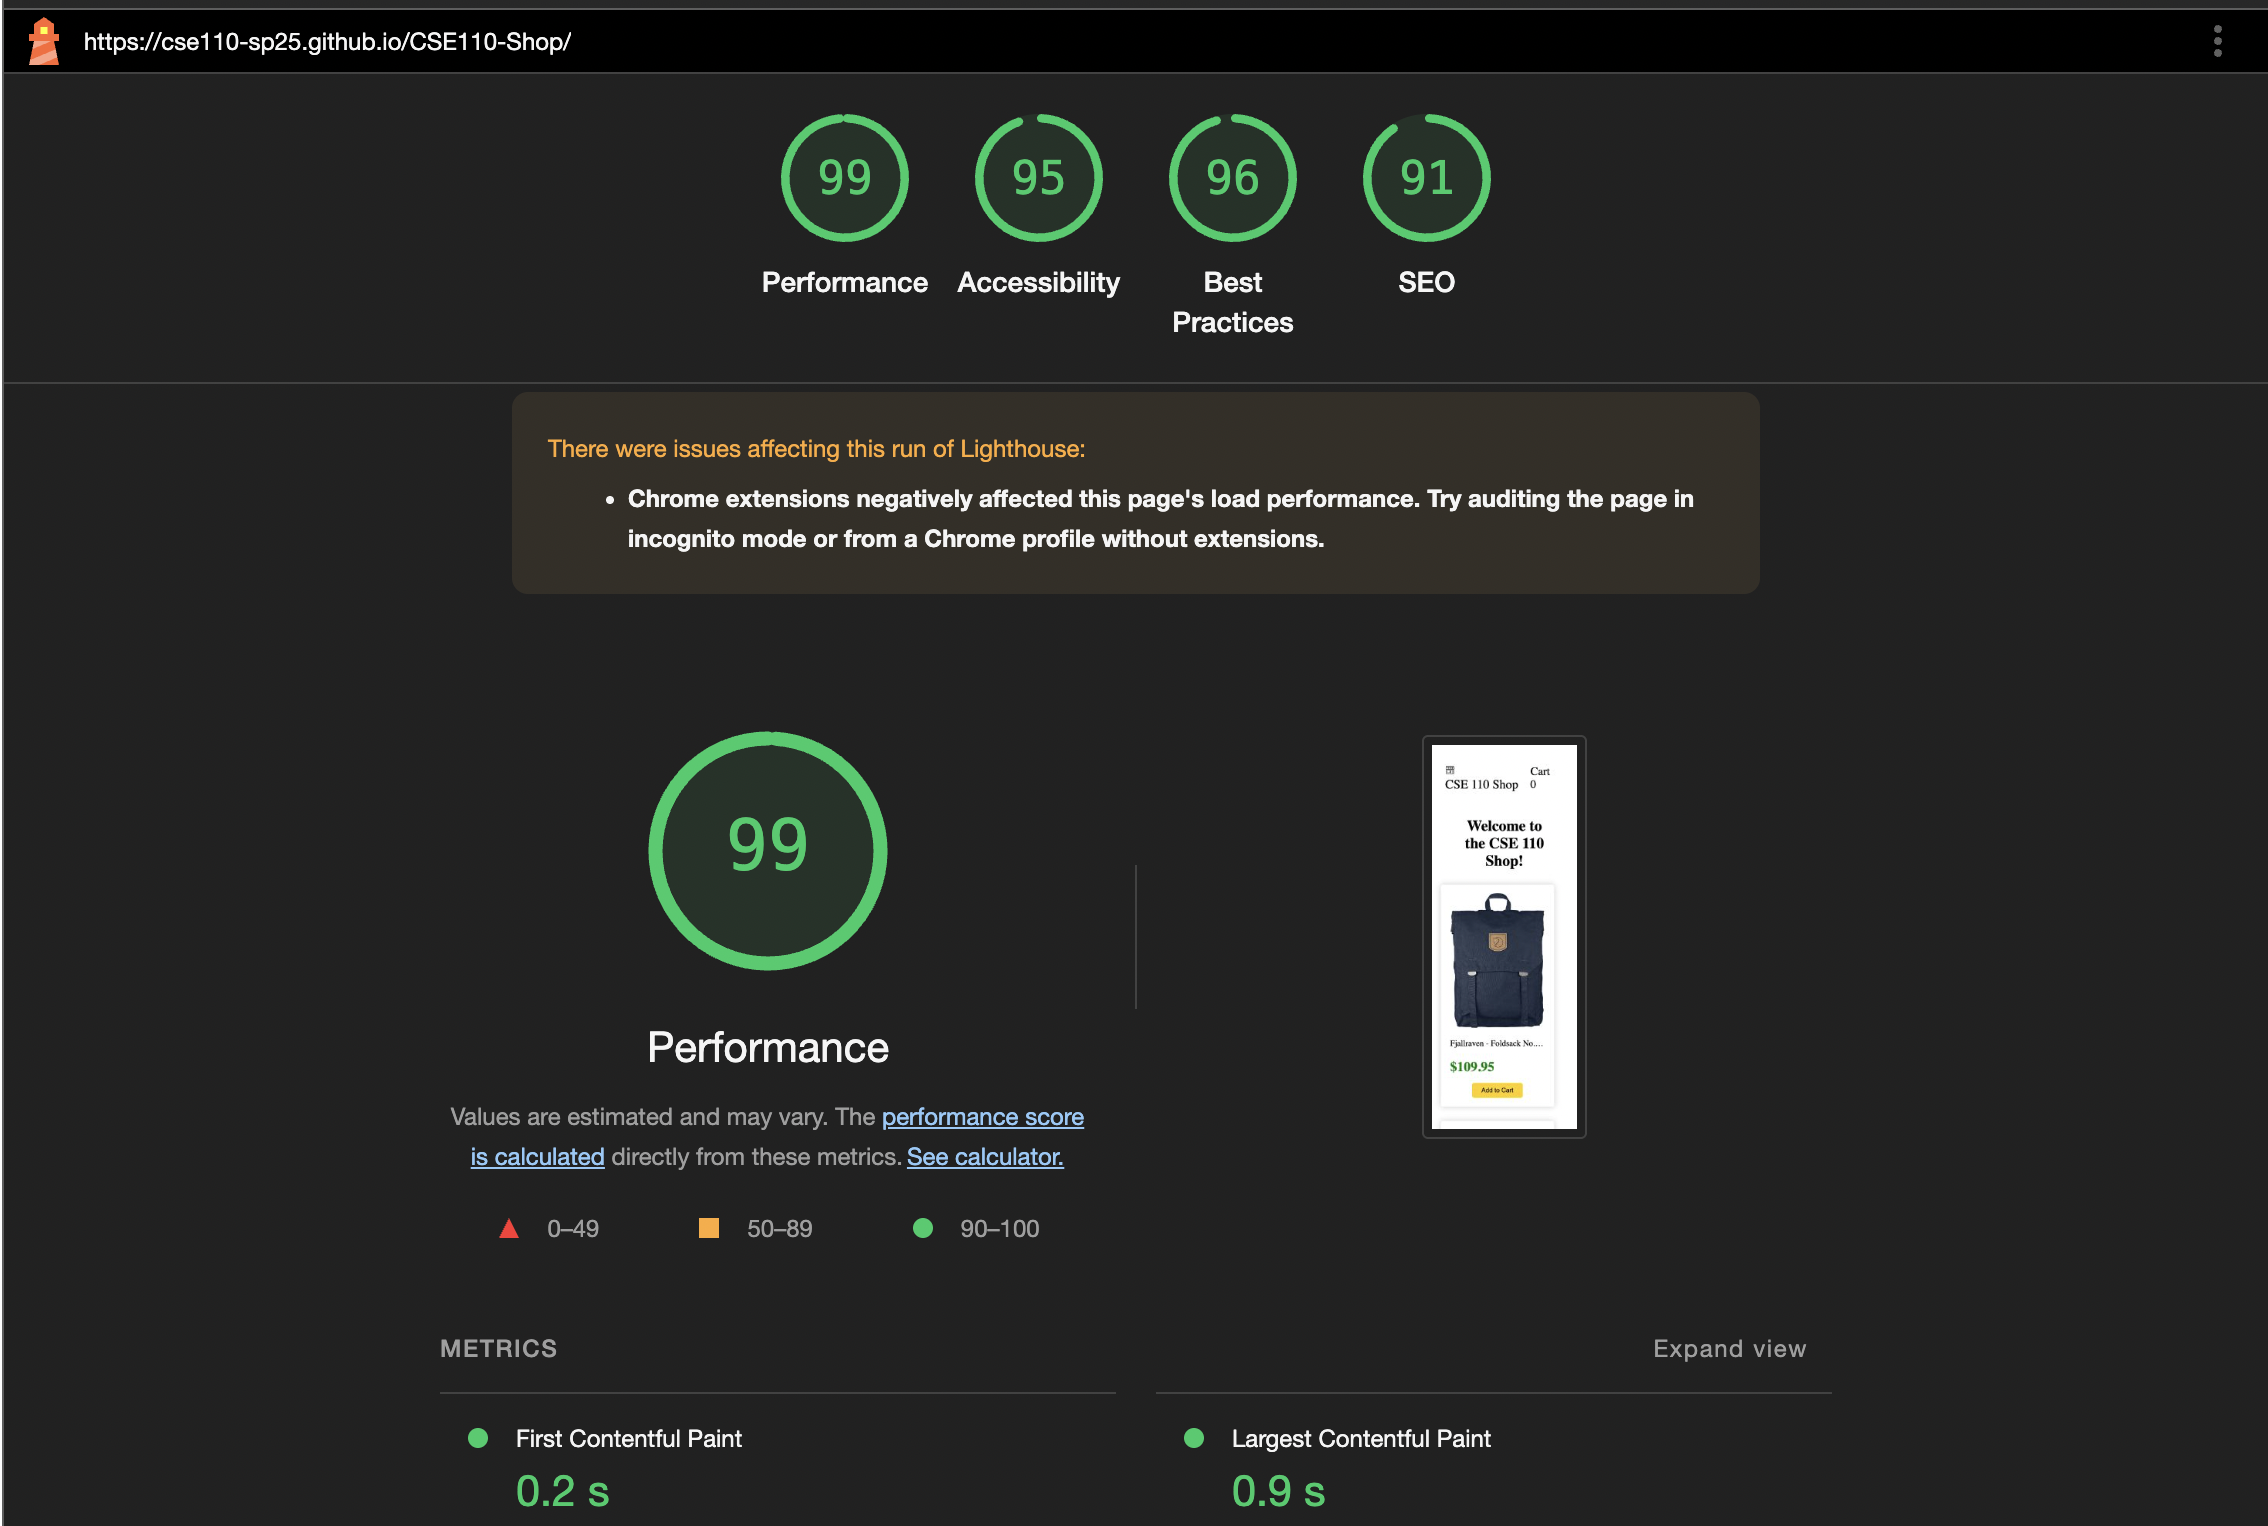 https://cse110-sp25.github.io/CSE110-Shop/
99
95
96
91
Performance
Accessibility
Best
Practices
SEO
There were issues affecting this run of Lighthouse:
• Chrome extensions negatively affected this page's load performance. Try auditing the page in
incognito mode or from a Chrome profile without extensions.
99
Performance
Values are estimated and may vary. The performance score
is calculated directly from these metrics. See calculator.
0–49
50–89
90–100
CSE 110 Shop
Cart
0
Welcome to
the CSE 110
Shop!
Fjallraven - Foldsack No....
$109.95
Add to Cart
METRICS
Expand view
First Contentful Paint
0.2 s
Largest Contentful Paint
0.9 s